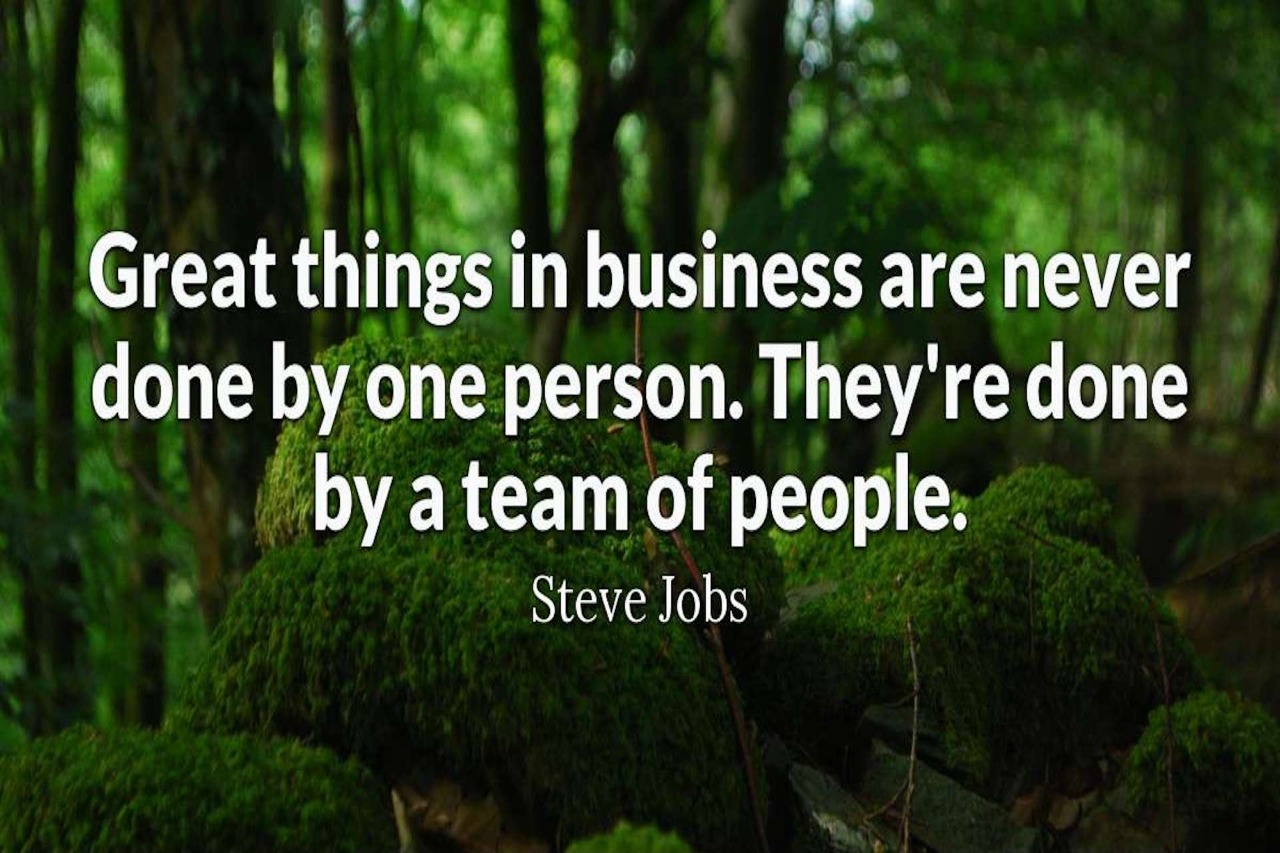 Great things in business are never
done by one person. They're done
by a team of people.
Steve Jobs